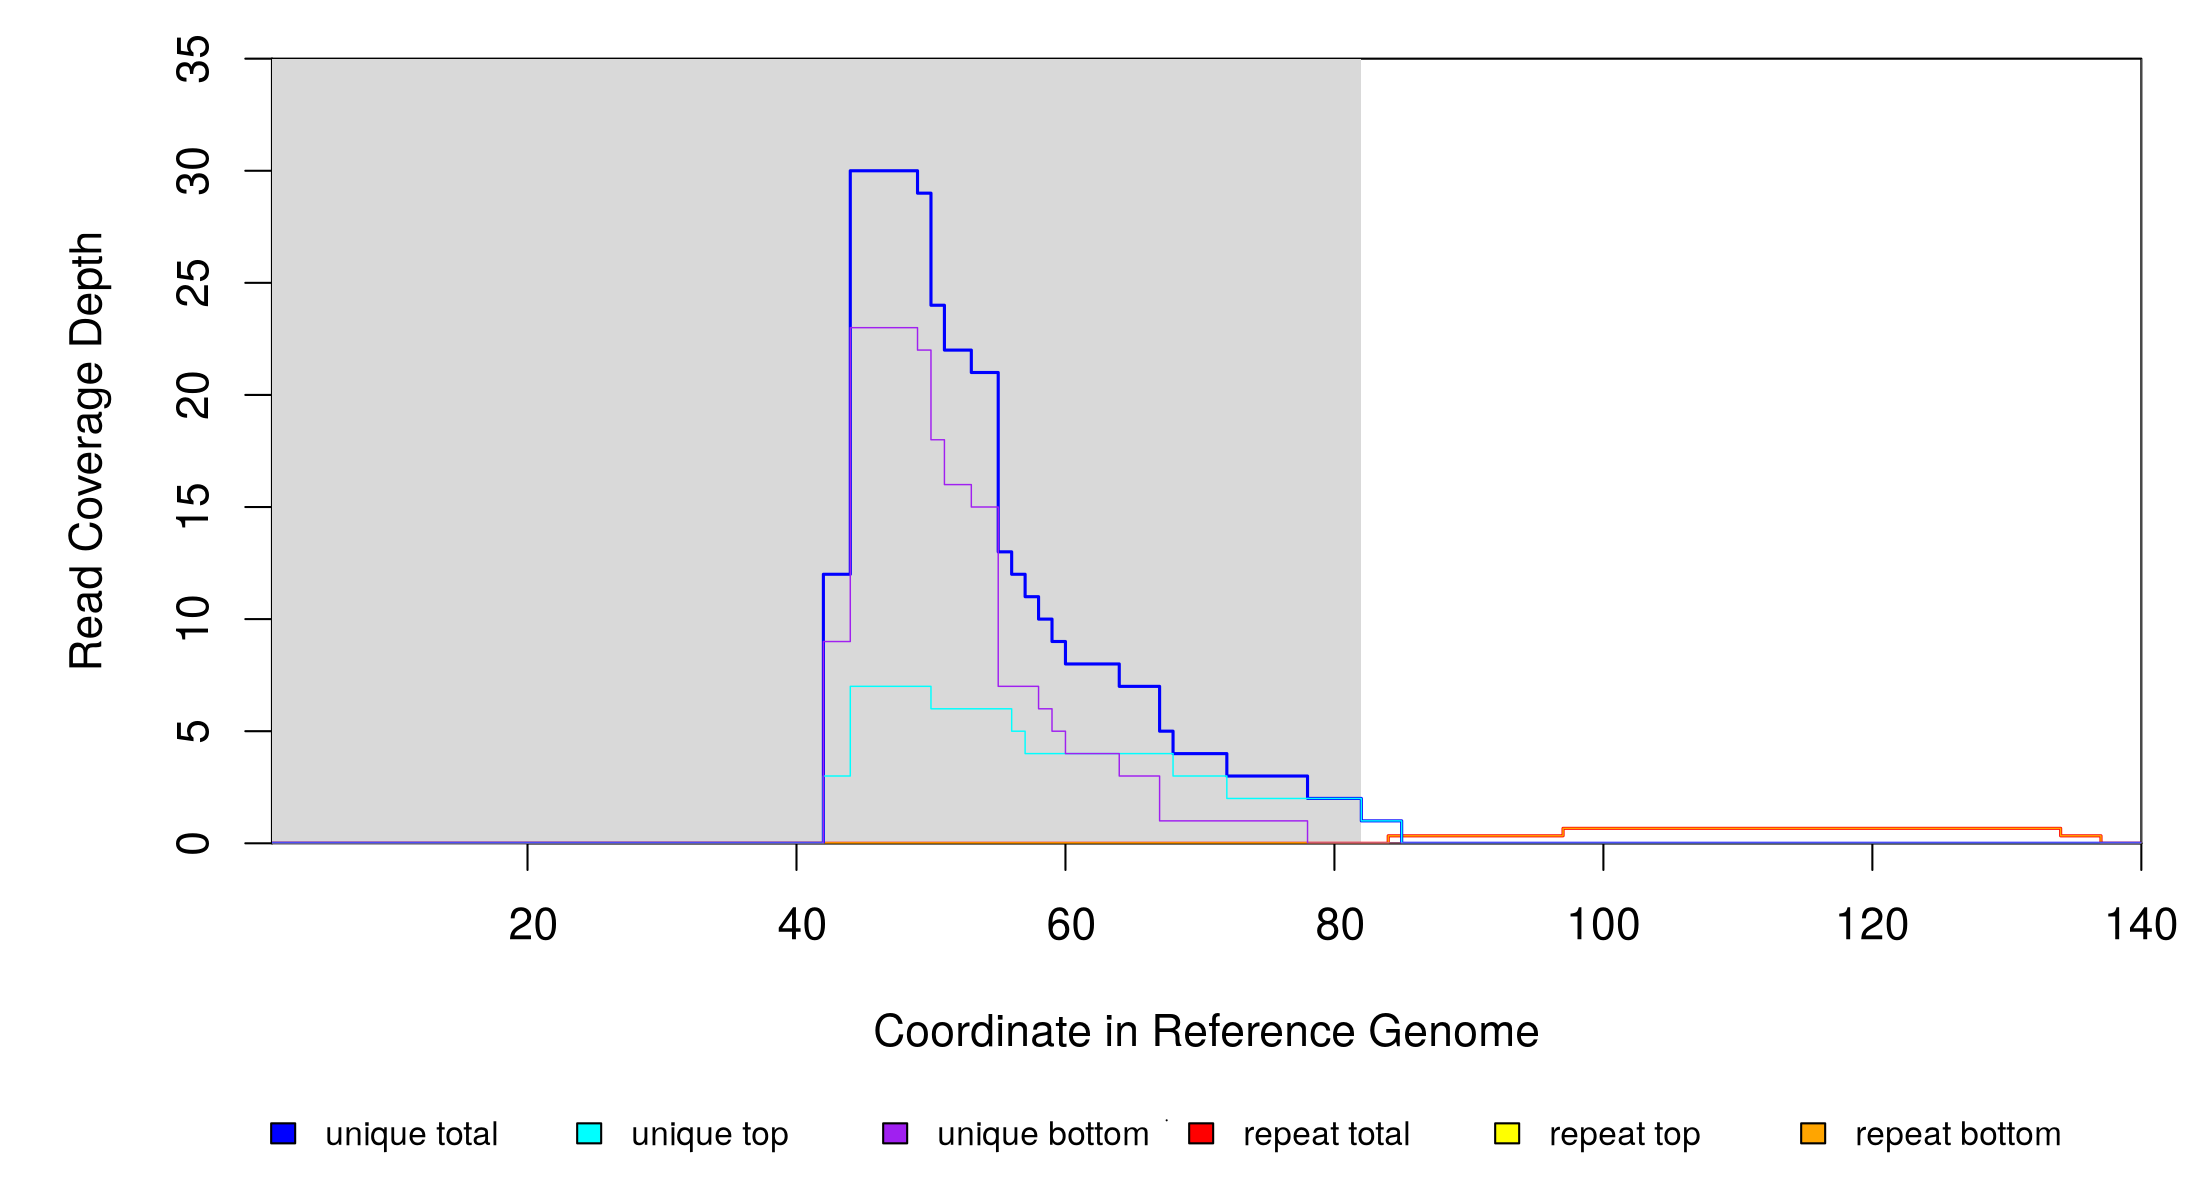 35
30
25
20
15
10
5
0
Read Coverage Depth
20 40 60 80 100 120 140
Coordinate in Reference Genome
unique total unique top unique bottom repeat total repeat top repeat bottom